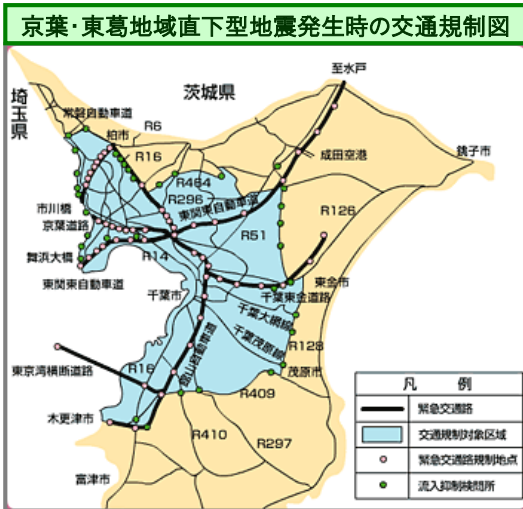 京葉・東葛地域直下型地震発生時の交通規制図
至水戸
茨城県
埼玉県
常磐自動車道
R6
柏市
R16
成田空港
銚子市
R464
R296
東関東自動車道
市川橋
京葉道路
R126
R51
舞浜大橋
R14
東関東自動車道
東金市
千葉市
千葉東金道路
千葉大網線
千葉茂原線
R128
館山自動車道
東京湾横断道路
R16
茂原市
R409
木更津市
R410
R297
富津市
凡 例
緊急交通路
交通規制対象区域
緊急交通路規制地点
流入抑制検問所